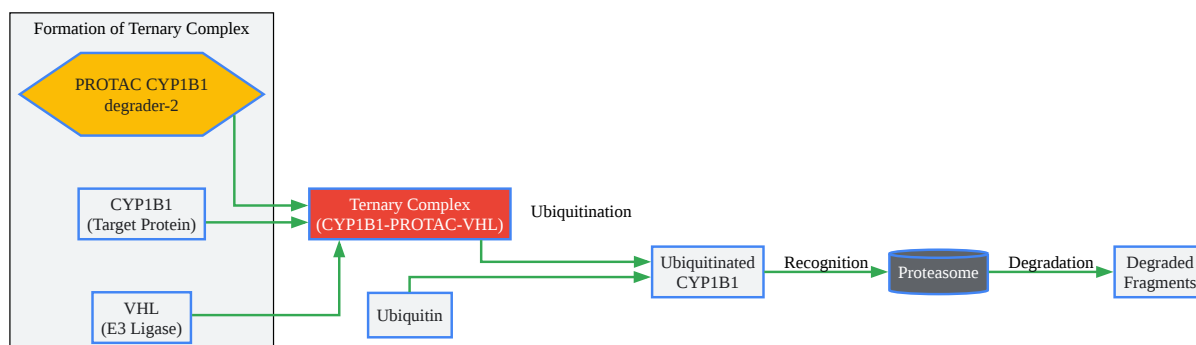 Formation of Ternary Complex
PROTAC CYP1B1
degrader-2
CYP1B1
(Target Protein)
VHL
(E3 Ligase)
Ternary Complex
(CYP1B1-PROTAC-VHL)
Ubiquitination
Ubiquitin
Ubiquitinated
CYP1B1
Recognition
Proteasome
Degradation
Degraded
Fragments